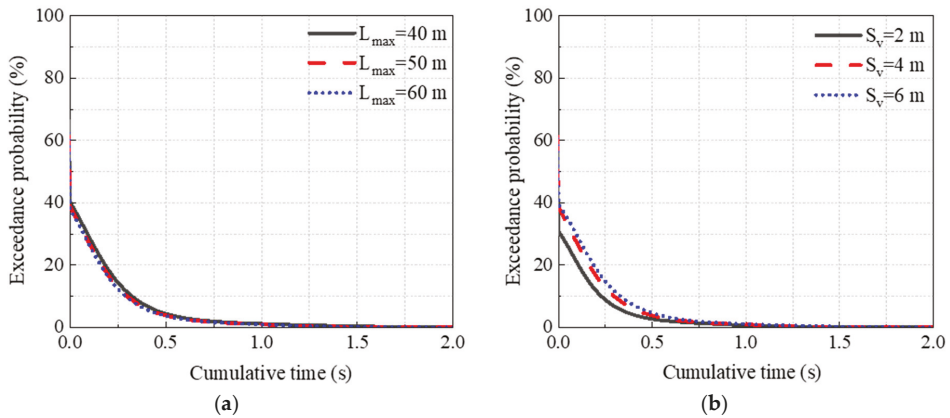 100
80
60
40
20
0
Exceedance probability (%)
L_max=40 m
L_max=50 m
L_max=60 m
0.0 0.5 1.0 1.5 2.0
Cumulative time (s)
(a)
100
80
60
40
20
0
Exceedance probability (%)
S_v=2 m
S_v=4 m
S_v=6 m
0.0 0.5 1.0 1.5 2.0
Cumulative time (s)
(b)